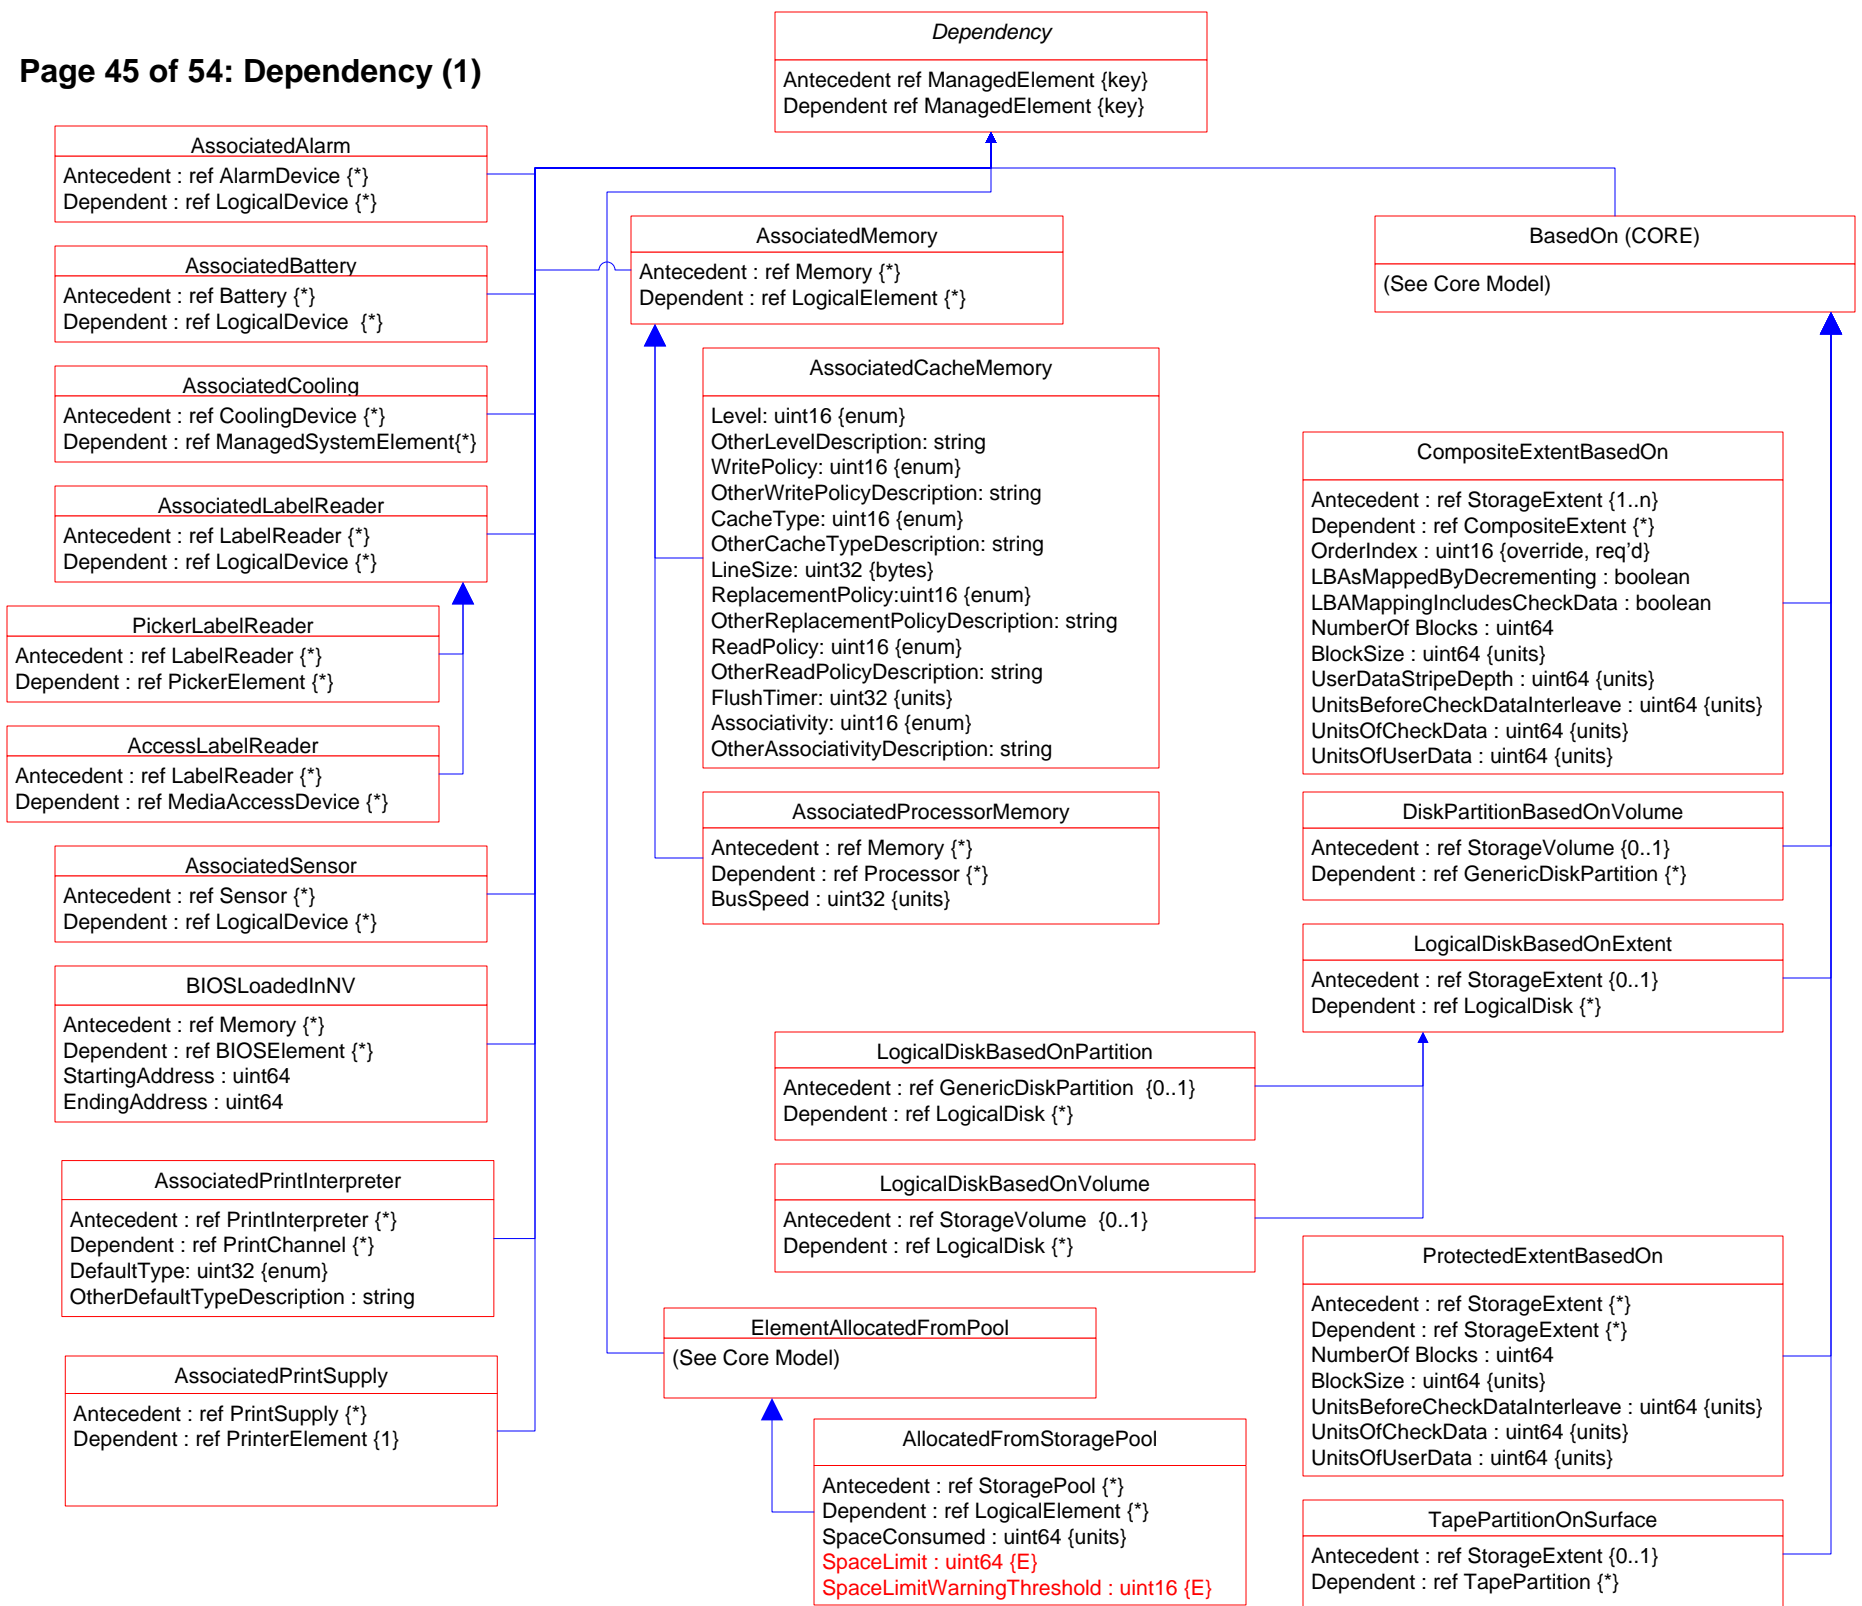 Page 45 of 54: Dependency (1)
Dependency
Antecedent ref ManagedElement {key}
Dependent ref ManagedElement {key}
AssociatedAlarm
Antecedent : ref AlarmDevice {*}
Dependent : ref LogicalDevice {*}
AssociatedBattery
Antecedent : ref Battery {*}
Dependent : ref LogicalDevice  {*}
AssociatedCooling
Antecedent : ref CoolingDevice {*}
Dependent : ref ManagedSystemElement{*}
AssociatedLabelReader
Antecedent : ref LabelReader {*}
Dependent : ref LogicalDevice {*}
PickerLabelReader
Antecedent : ref LabelReader {*}
Dependent : ref PickerElement {*}
AccessLabelReader
Antecedent : ref LabelReader {*}
Dependent : ref MediaAccessDevice {*}
AssociatedSensor
Antecedent : ref Sensor {*}
Dependent : ref LogicalDevice {*}
BIOSLoadedInNV
Antecedent : ref Memory {*}
Dependent : ref BIOSElement {*}
StartingAddress : uint64
EndingAddress : uint64
AssociatedPrintInterpreter
Antecedent : ref PrintInterpreter {*}
Dependent : ref PrintChannel {*}
DefaultType: uint32 {enum}
OtherDefaultTypeDescription : string
AssociatedPrintSupply
Antecedent : ref PrintSupply {*}
Dependent : ref PrinterElement {1}
AssociatedMemory
Antecedent : ref Memory {*}
Dependent : ref LogicalElement {*}
AssociatedCacheMemory
Level: uint16 {enum}
OtherLevelDescription: string
WritePolicy: uint16 {enum}
OtherWritePolicyDescription: string
CacheType: uint16 {enum}
OtherCacheTypeDescription: string
LineSize: uint32 {bytes}
ReplacementPolicy:uint16 {enum}
OtherReplacementPolicyDescription: string
ReadPolicy: uint16 {enum}
OtherReadPolicyDescription: string
FlushTimer: uint32 {units}
Associativity: uint16 {enum}
OtherAssociativityDescription: string
AssociatedProcessorMemory
Antecedent : ref Memory {*}
Dependent : ref Processor {*}
BusSpeed : uint32 {units}
LogicalDiskBasedOnPartition
Antecedent : ref GenericDiskPartition  {0..1}
Dependent : ref LogicalDisk {*}
LogicalDiskBasedOnVolume
Antecedent : ref StorageVolume  {0..1}
Dependent : ref LogicalDisk {*}
ElementAllocatedFromPool
(See Core Model)
AllocatedFromStoragePool
Antecedent : ref StoragePool {*}
Dependent : ref LogicalElement {*}
SpaceConsumed : uint64 {units}
SpaceLimit : uint64 {E}
SpaceLimitWarningThreshold : uint16 {E}
BasedOn (CORE)
(See Core Model)
CompositeExtentBasedOn
Antecedent : ref StorageExtent {1..n}
Dependent : ref CompositeExtent {*}
OrderIndex : uint16 {override, req’d}
LBAsMappedByDecrementing : boolean
LBAMappingIncludesCheckData : boolean
NumberOf Blocks : uint64
BlockSize : uint64 {units}
UserDataStripeDepth : uint64 {units}
UnitsBeforeCheckDataInterleave : uint64 {units}
UnitsOfCheckData : uint64 {units}
UnitsOfUserData : uint64 {units}
DiskPartitionBasedOnVolume
Antecedent : ref StorageVolume {0..1}
Dependent : ref GenericDiskPartition {*}
LogicalDiskBasedOnExtent
Antecedent : ref StorageExtent {0..1}
Dependent : ref LogicalDisk {*}
ProtectedExtentBasedOn
Antecedent : ref StorageExtent {*}
Dependent : ref StorageExtent {*}
NumberOf Blocks : uint64
BlockSize : uint64 {units}
UnitsBeforeCheckDataInterleave : uint64 {units}
UnitsOfCheckData : uint64 {units}
UnitsOfUserData : uint64 {units}
TapePartitionOnSurface
Antecedent : ref StorageExtent {0..1}
Dependent : ref TapePartition {*}